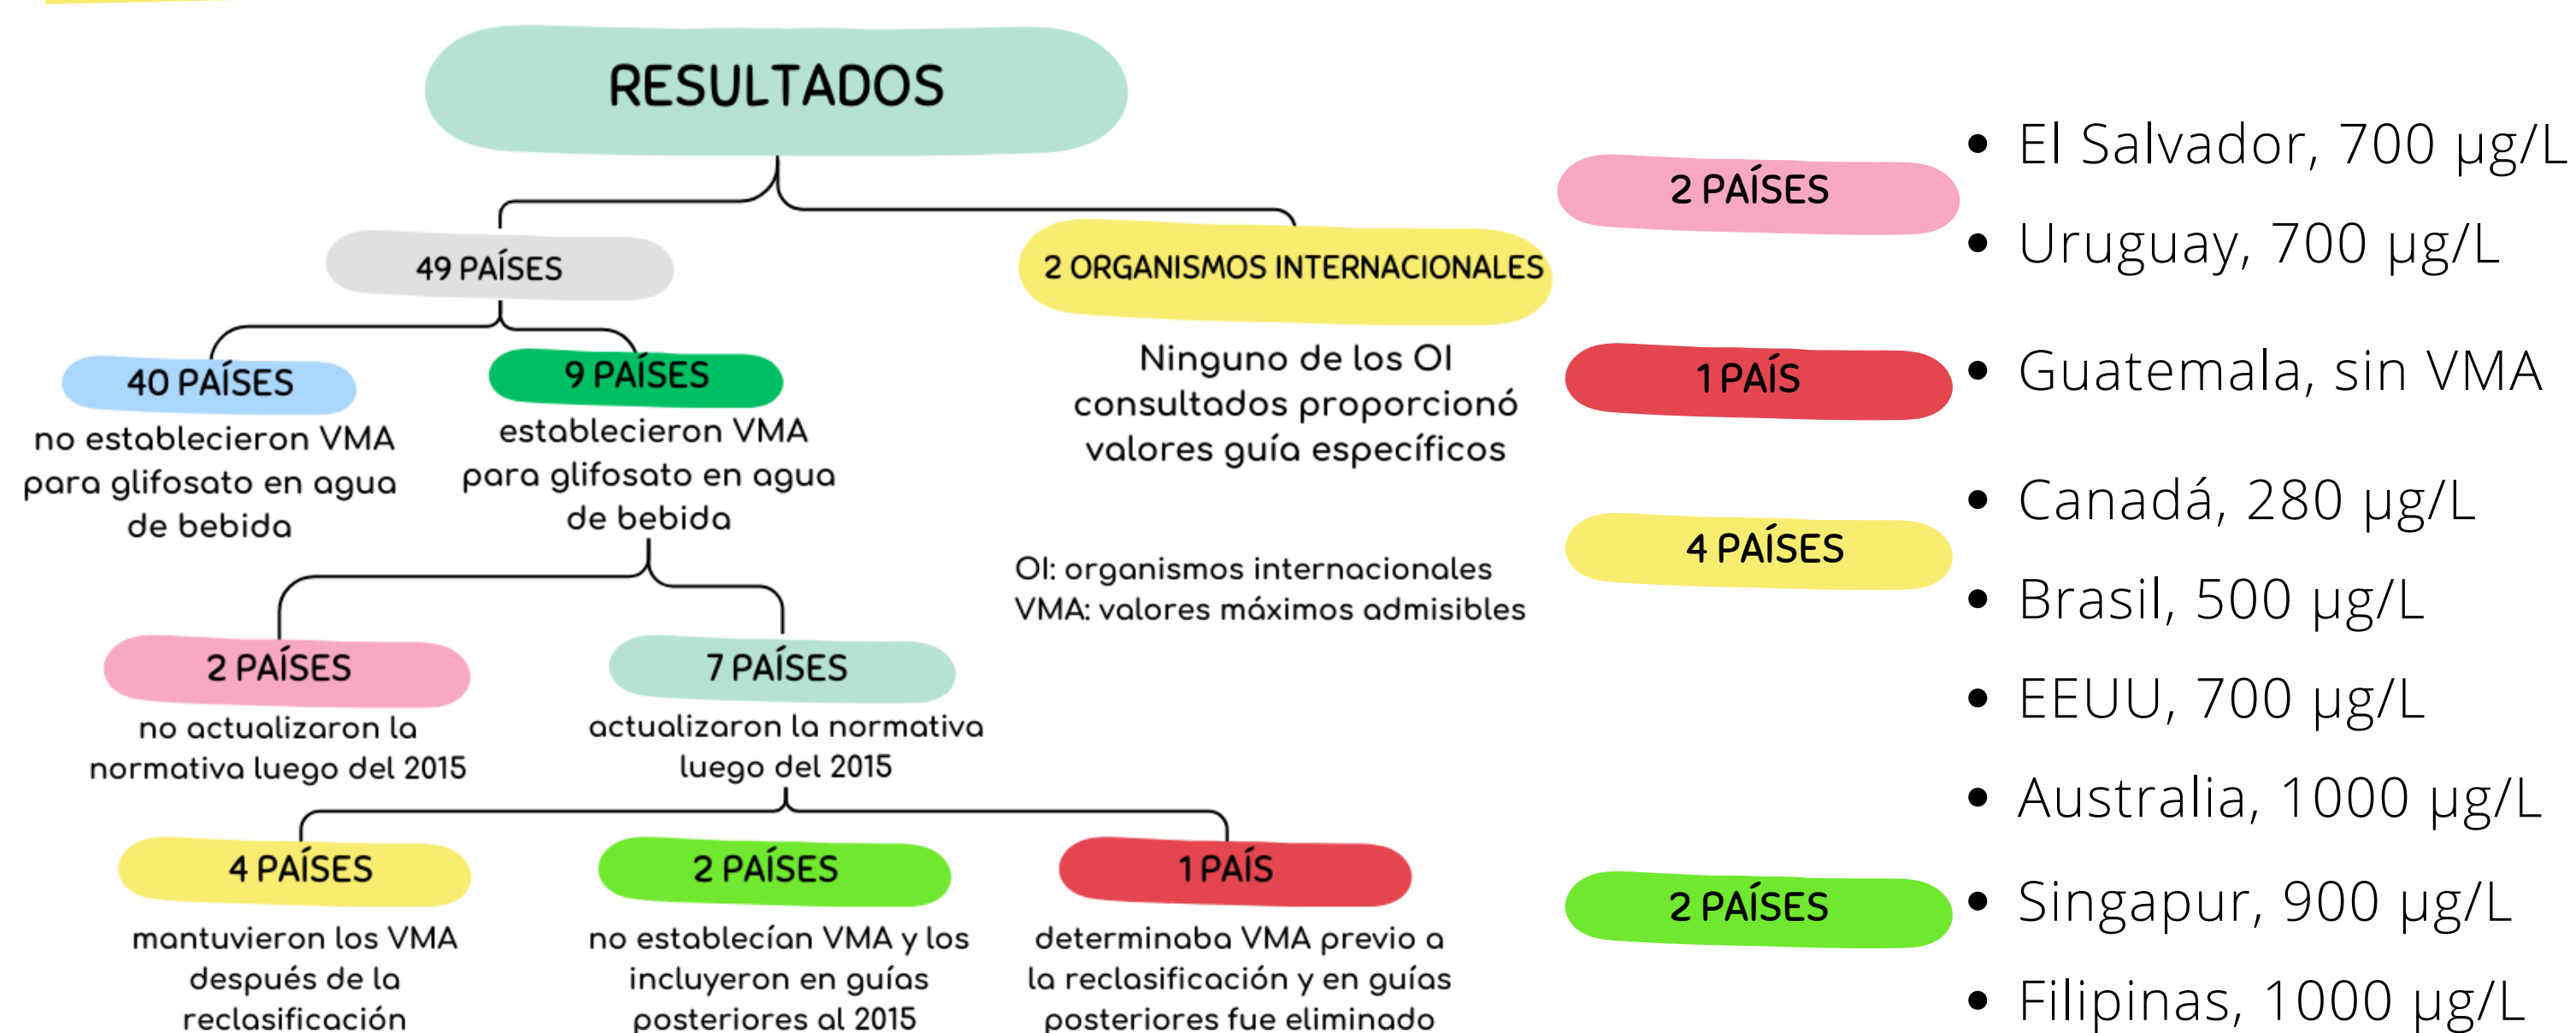 RESULTADOS
49 PAÍSES
2 ORGANISMOS INTERNACIONALES
Ninguno de los OI
consultados proporcionó
valores guía específicos
40 PAÍSES
no establecieron VMA
para glifosato en agua
de bebida
9 PAÍSES
establecieron VMA
para glifosato en agua
de bebida
OI: organismos internacionales
VMA: valores máximos admisibles
2 PAÍSES
no actualizaron la
normativa luego del 2015
7 PAÍSES
actualizaron la normativa
luego del 2015
4 PAÍSES
mantuvieron los VMA
después de la
reclasificación
2 PAÍSES
no establecían VMA y los
incluyeron en guías
posteriores al 2015
1 PAÍS
determinaba VMA previo a
la reclasificación y en guías
posteriores fue eliminado
2 PAÍSES
• El Salvador, 700 µg/L
• Uruguay, 700 µg/L
1 PAÍS
• Guatemala, sin VMA
4 PAÍSES
• Canadá, 280 µg/L
• Brasil, 500 µg/L
• EEUU, 700 µg/L
• Australia, 1000 µg/L
2 PAÍSES
• Singapur, 900 µg/L
• Filipinas, 1000 µg/L